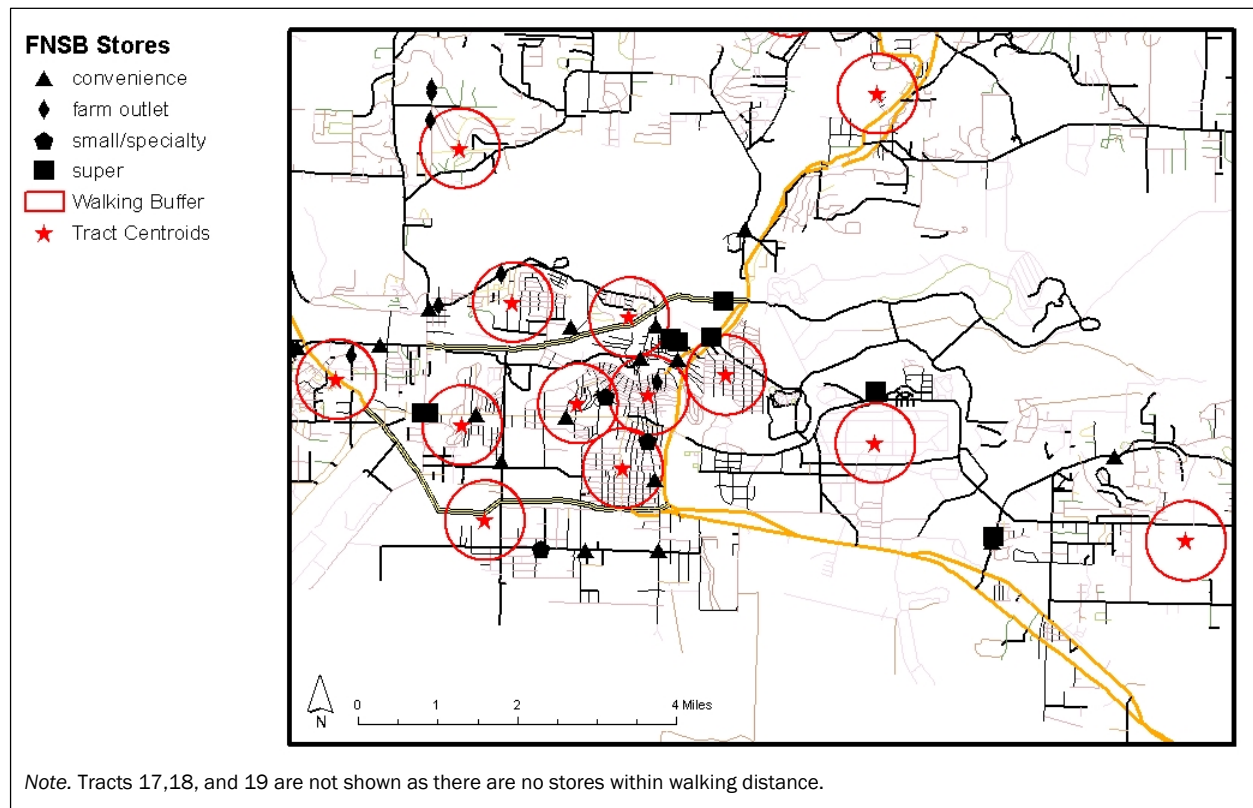 FNSB Stores
convenience
farm outlet
small/specialty
super
Walking Buffer
Tract Centroids
N
0 1 2 4 Miles
Note. Tracts 17,18, and 19 are not shown as there are no stores within walking distance.